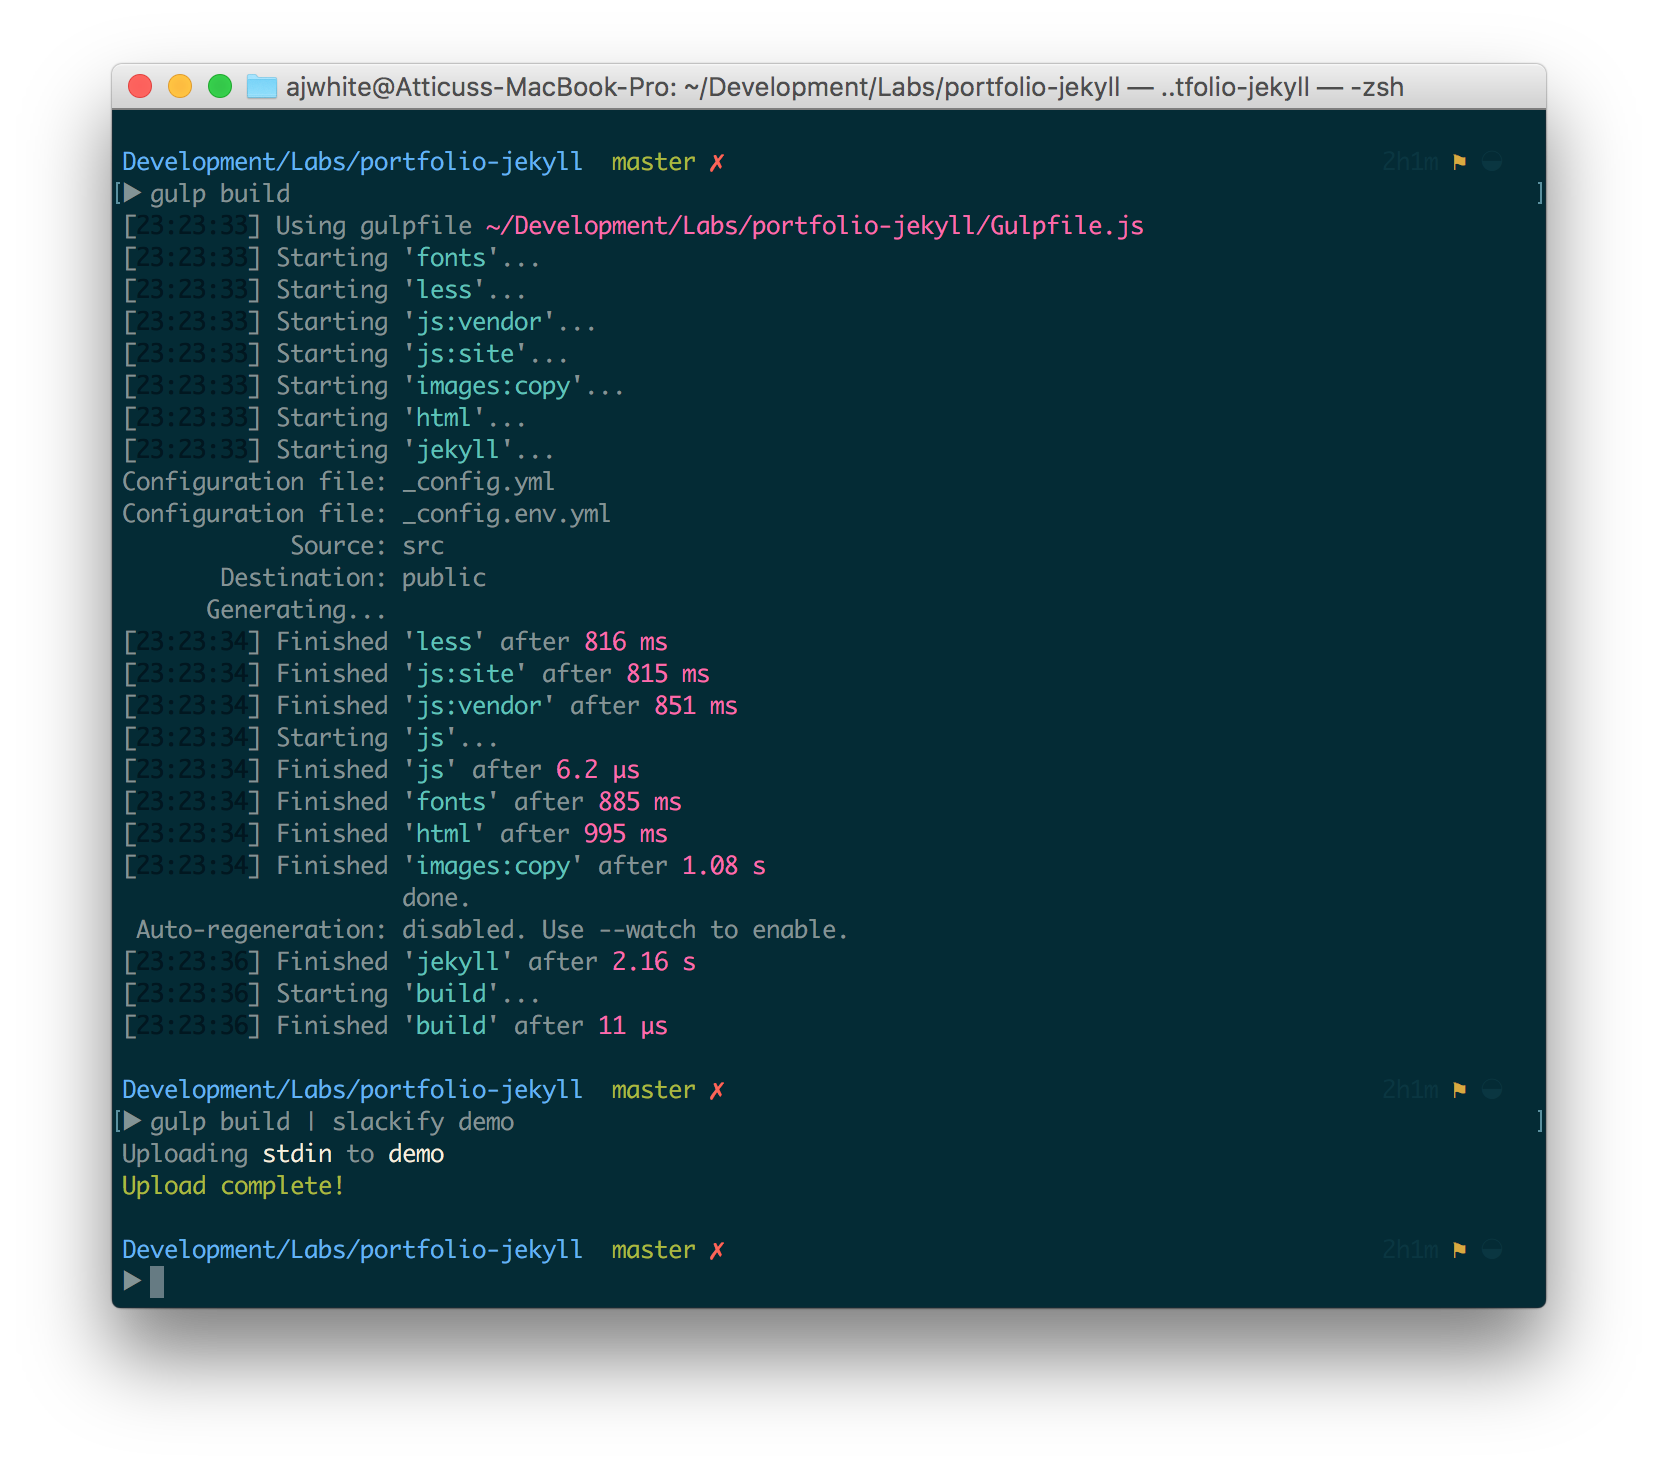 ajwhite@Atticuss-MacBook-Pro: ~/Development/Labs/portfolio-jekyll — ..tfolio-jekyll — -zsh
Development/Labs/portfolio-jekyll  master ✗ 2h1m ⚑ ◒
[▶ gulp build ]
[23:23:33] Using gulpfile ~/Development/Labs/portfolio-jekyll/Gulpfile.js
[23:23:33] Starting 'fonts'...
[23:23:33] Starting 'less'...
[23:23:33] Starting 'js:vendor'...
[23:23:33] Starting 'js:site'...
[23:23:33] Starting 'images:copy'...
[23:23:33] Starting 'html'...
[23:23:33] Starting 'jekyll'...
Configuration file: _config.yml
Configuration file: _config.env.yml
Source: src
Destination: public
Generating...
[23:23:34] Finished 'less' after 816 ms
[23:23:34] Finished 'js:site' after 815 ms
[23:23:34] Finished 'js:vendor' after 851 ms
[23:23:34] Starting 'js'...
[23:23:34] Finished 'js' after 6.2 μs
[23:23:34] Finished 'fonts' after 885 ms
[23:23:34] Finished 'html' after 995 ms
[23:23:34] Finished 'images:copy' after 1.08 s
done.
Auto-regeneration: disabled. Use --watch to enable.
[23:23:36] Finished 'jekyll' after 2.16 s
[23:23:36] Starting 'build'...
[23:23:36] Finished 'build' after 11 μs
Development/Labs/portfolio-jekyll  master ✗ 2h1m ⚑ ◒
[▶ gulp build | slackify demo ]
Uploading stdin to demo
Upload complete!
Development/Labs/portfolio-jekyll  master ✗ 2h1m ⚑ ◒
▶